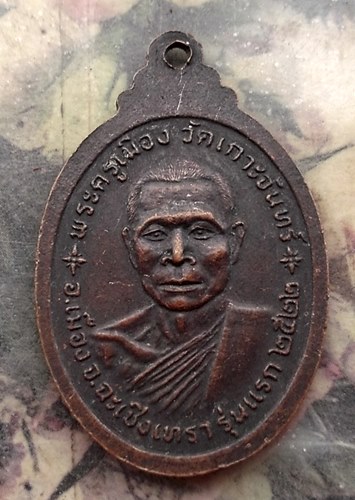 พระครูเมือง วัดเกาะจันทร์
อ.เมือง จ.ฉะเชิงเทรา รุ่นแรก ๒๕๒๒